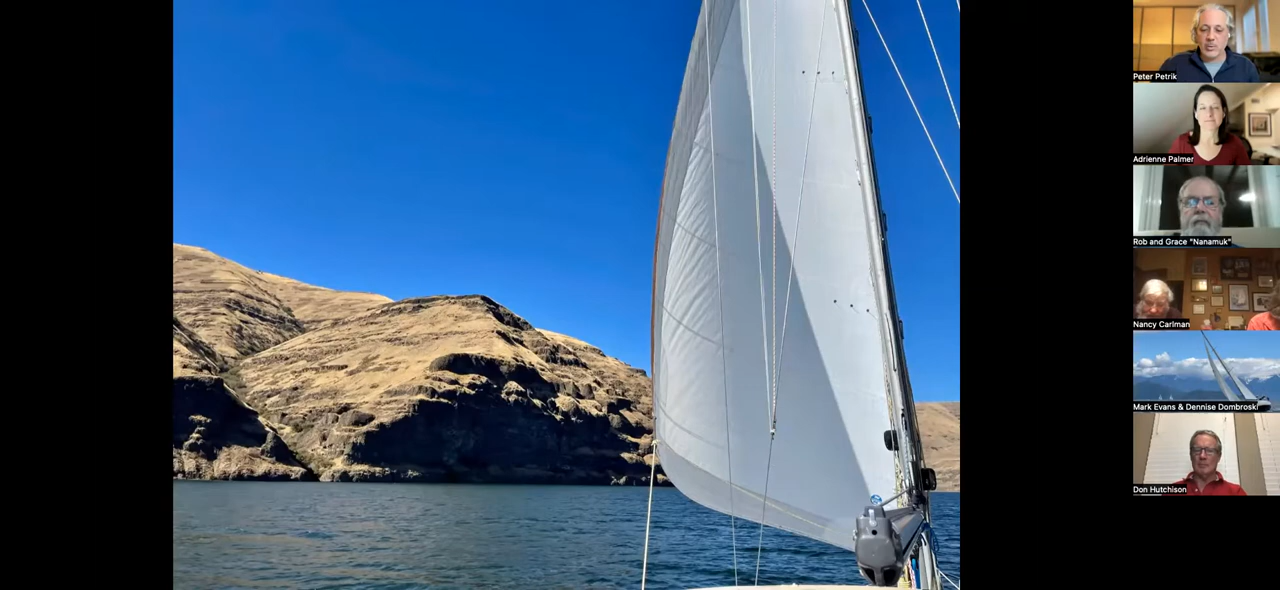 Peter Petrik
Adrienne Palmer
Rob and Grace "Nanamuk"
Nancy Carlman
Mark Evans & Dennise Dombroski
Don Hutchison